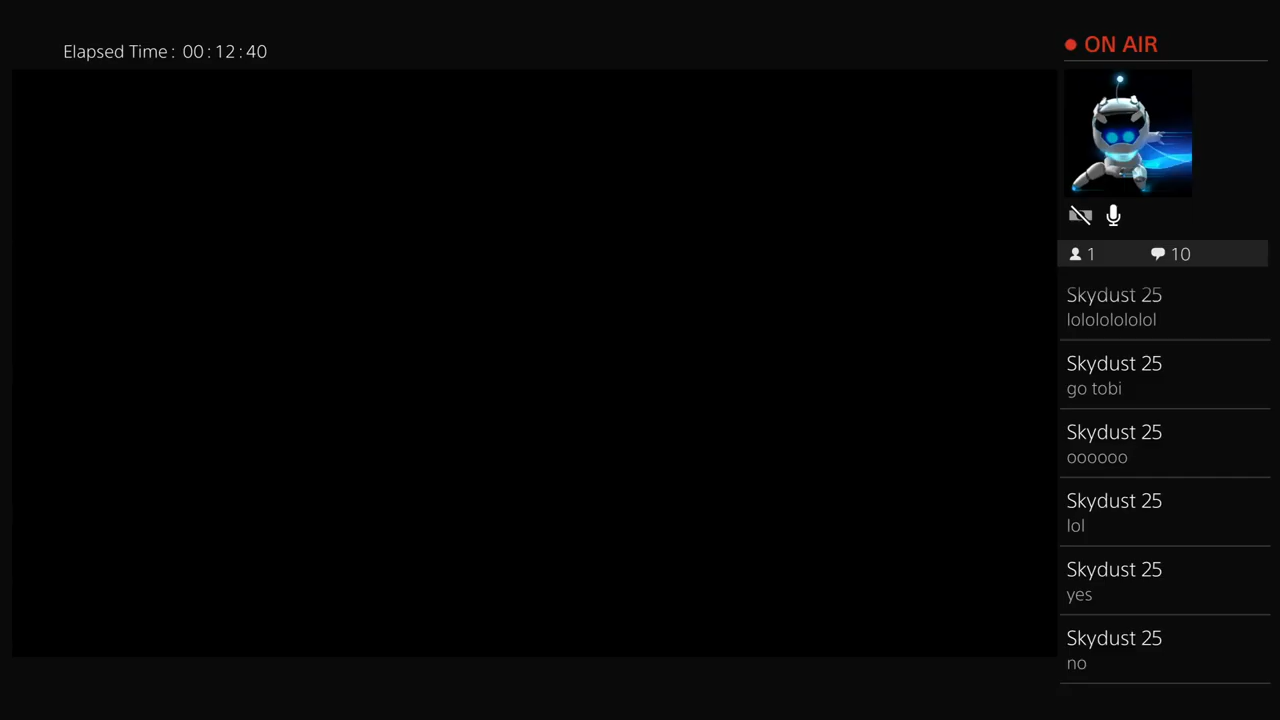 Elapsed Time: 00:12:40
ON AIR
1 10
Skydust 25
lolololololol
Skydust 25
go tobi
Skydust 25
oooooo
Skydust 25
lol
Skydust 25
yes
Skydust 25
no